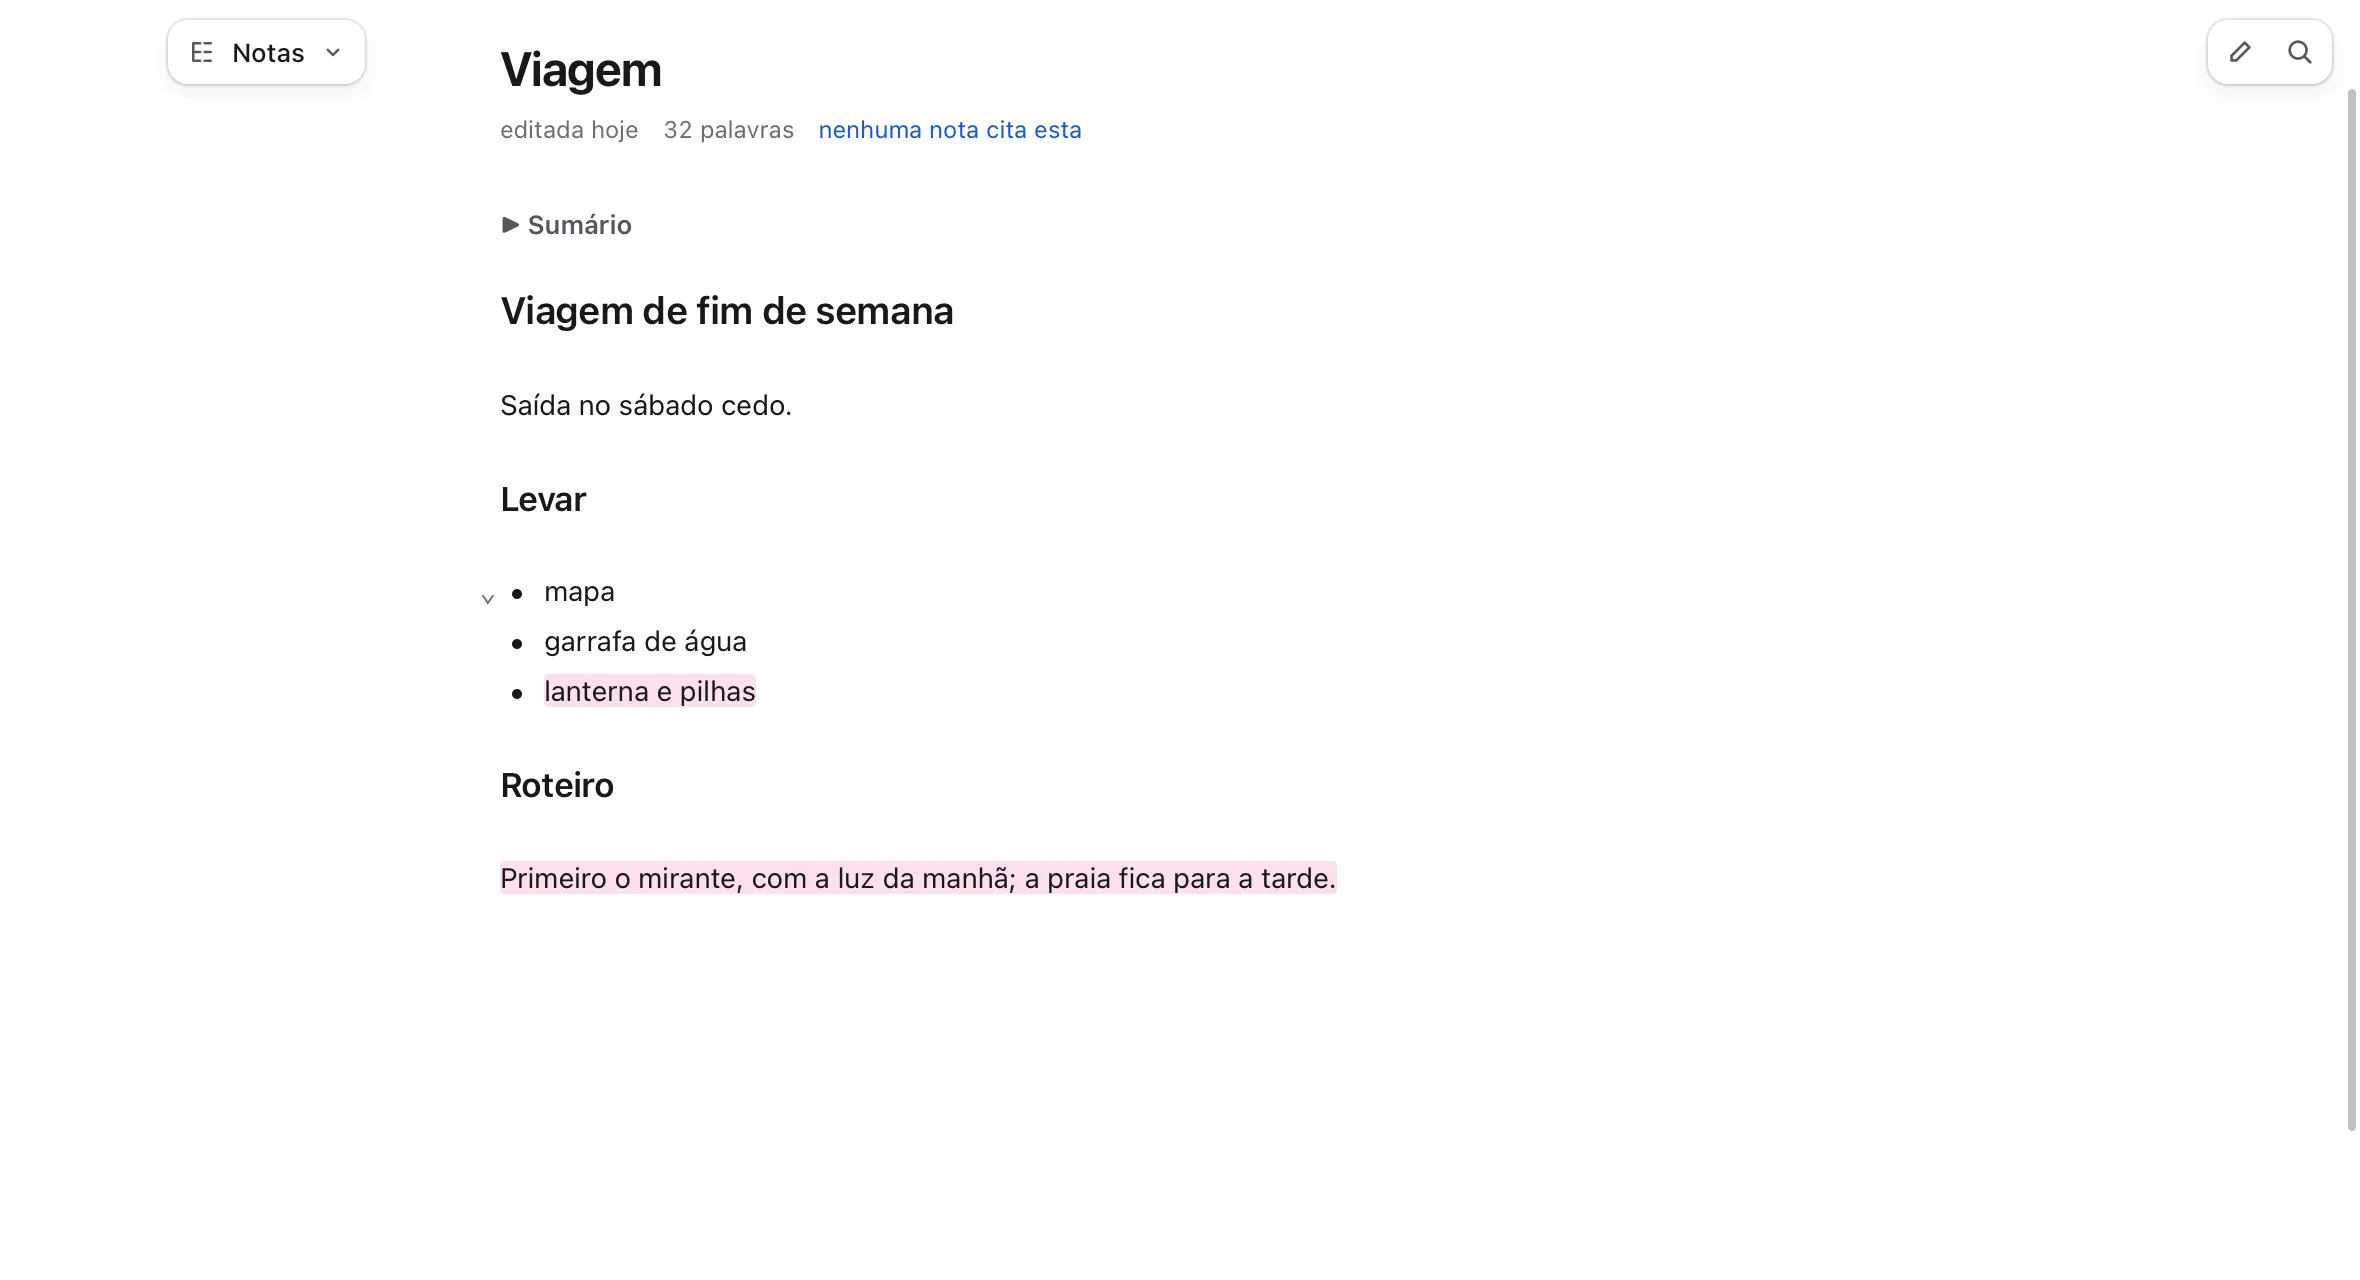 Notas
Viagem
editada hoje 32 palavras nenhuma nota cita esta
Sumário
Viagem de fim de semana
Saída no sábado cedo.
Levar
mapa
garrafa de água
lanterna e pilhas
Roteiro
Primeiro o mirante, com a luz da manhã; a praia fica para a tarde.